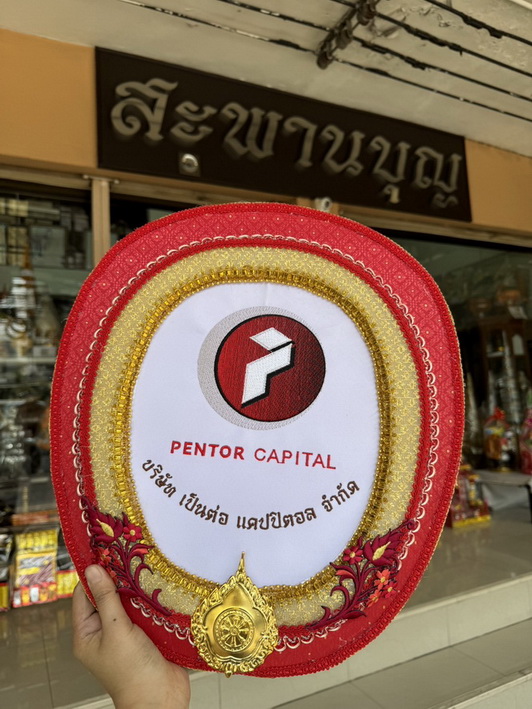 สะพานบุญ
PENTOR CAPITAL
บริษัท เป็นต่อ แคปปิตอล จำกัด